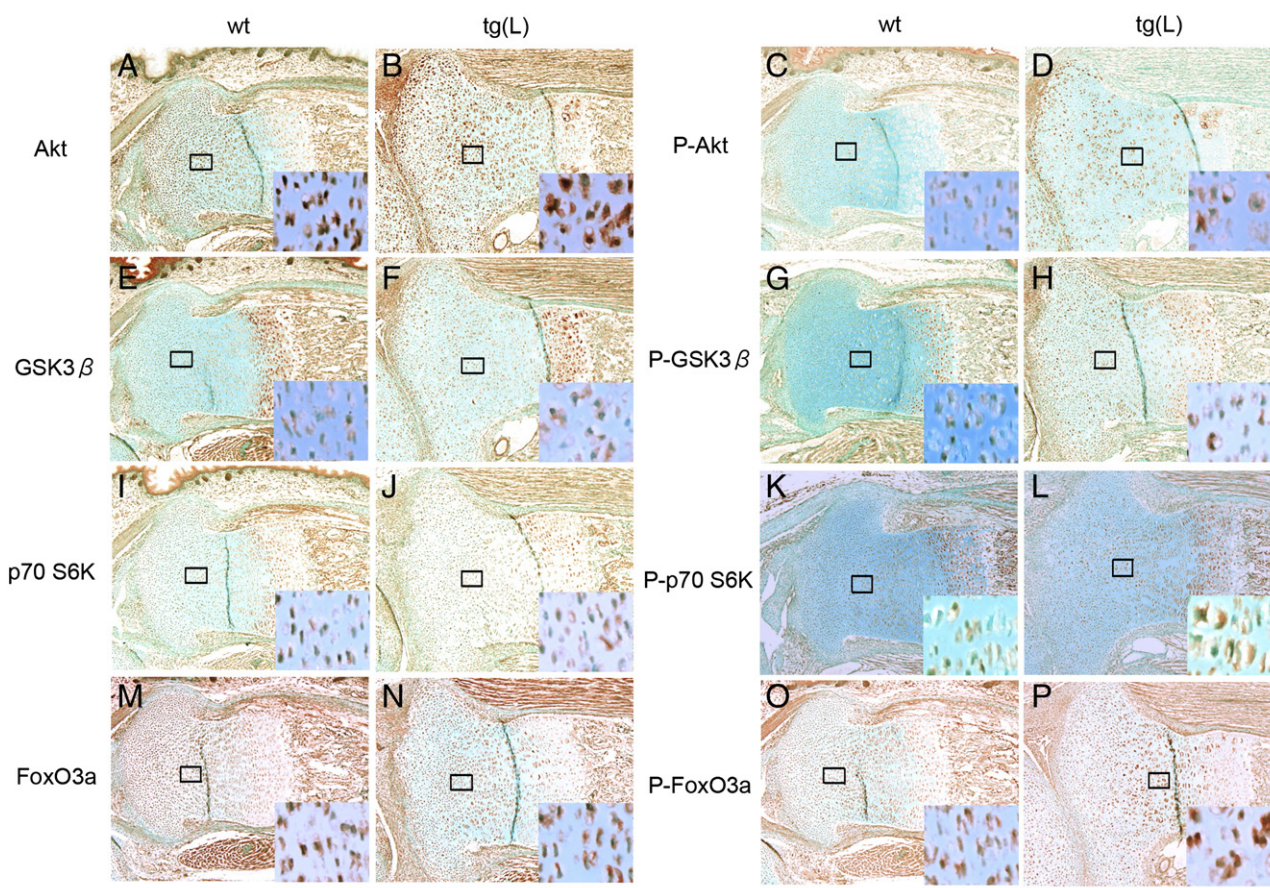 wt tg(L) wt tg(L)
Akt A B P-Akt C D
GSK3β E F P-GSK3β G H
p70 S6K I J P-p70 S6K K L
FoxO3a M N P-FoxO3a O P